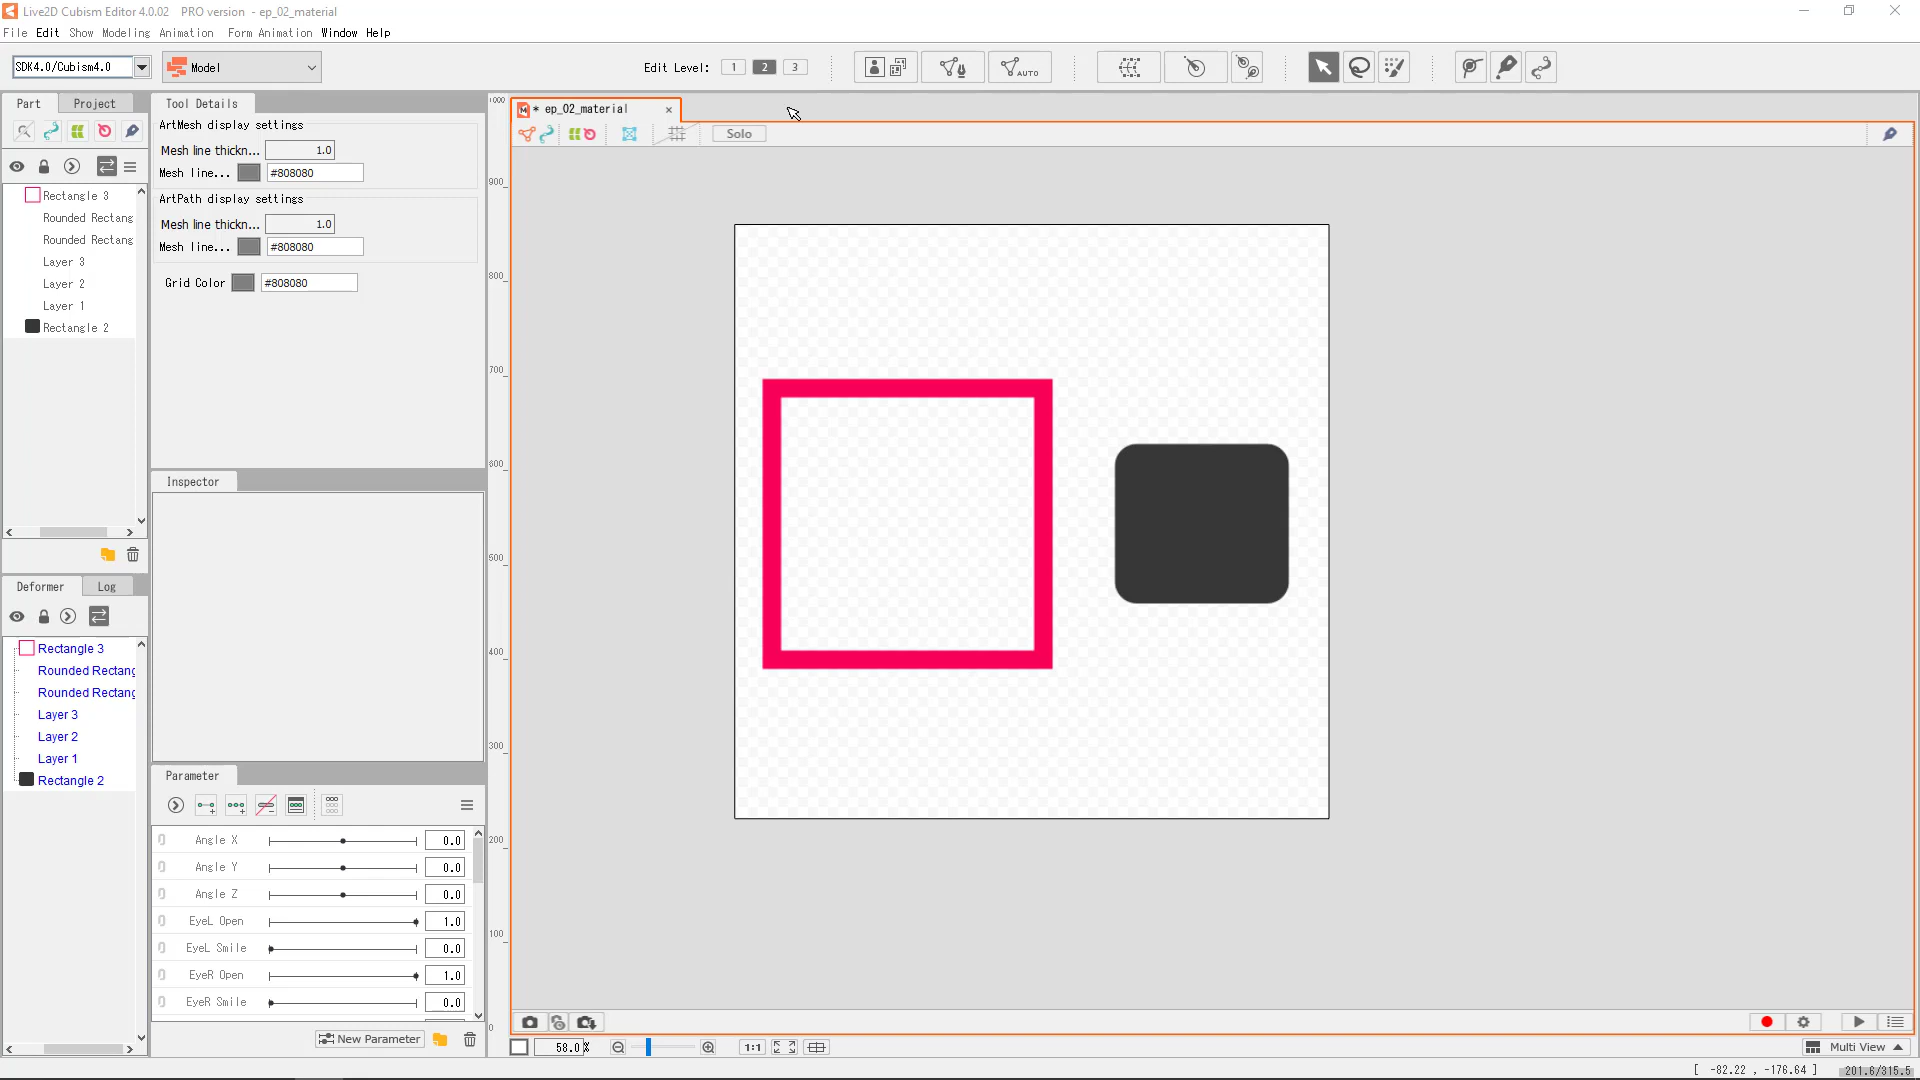 Live2D Cubism Editor 4.0.02 PRO version - ep_02_material
File Edit Show Modeling Animation Form Animation Window Help
SDK4.0/Cubism4.0
Model
Edit Level: 1 2 3
AUTO
Part Project
Tool Details
ArtMesh display settings
Mesh line thickn... 1.0
Mesh line... #808080
ArtPath display settings
Mesh line thickn... 1.0
Mesh line... #808080
Grid Color #808080
Rectangle 3
Rounded Rectang
Rounded Rectang
Layer 3
Layer 2
Layer 1
Rectangle 2
Inspector
Deformer Log
Rectangle 3
Rounded Rectang
Rounded Rectang
Layer 3
Layer 2
Layer 1
Rectangle 2
Parameter
Angle X 0.0
Angle Y 0.0
Angle Z 0.0
EyeL Open 1.0
EyeL Smile 0.0
EyeR Open 1.0
EyeR Smile 0.0
New Parameter
* ep_02_material
Solo
1000
900
800
700
600
500
400
300
200
100
0
58.0 %
1:1
Multi View
[ -82.22 , -176.64 ]
201.6/315.5